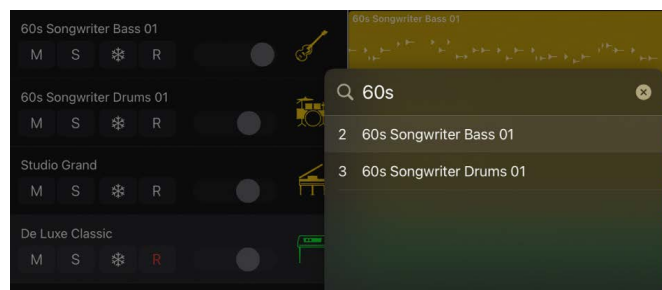 60s Songwriter Bass 01
M S R
60s Songwriter Drums 01
M S R
Studio Grand
M S R
De Luxe Classic
M S R
60s Songwriter Bass 01
60s
2 60s Songwriter Bass 01
3 60s Songwriter Drums 01